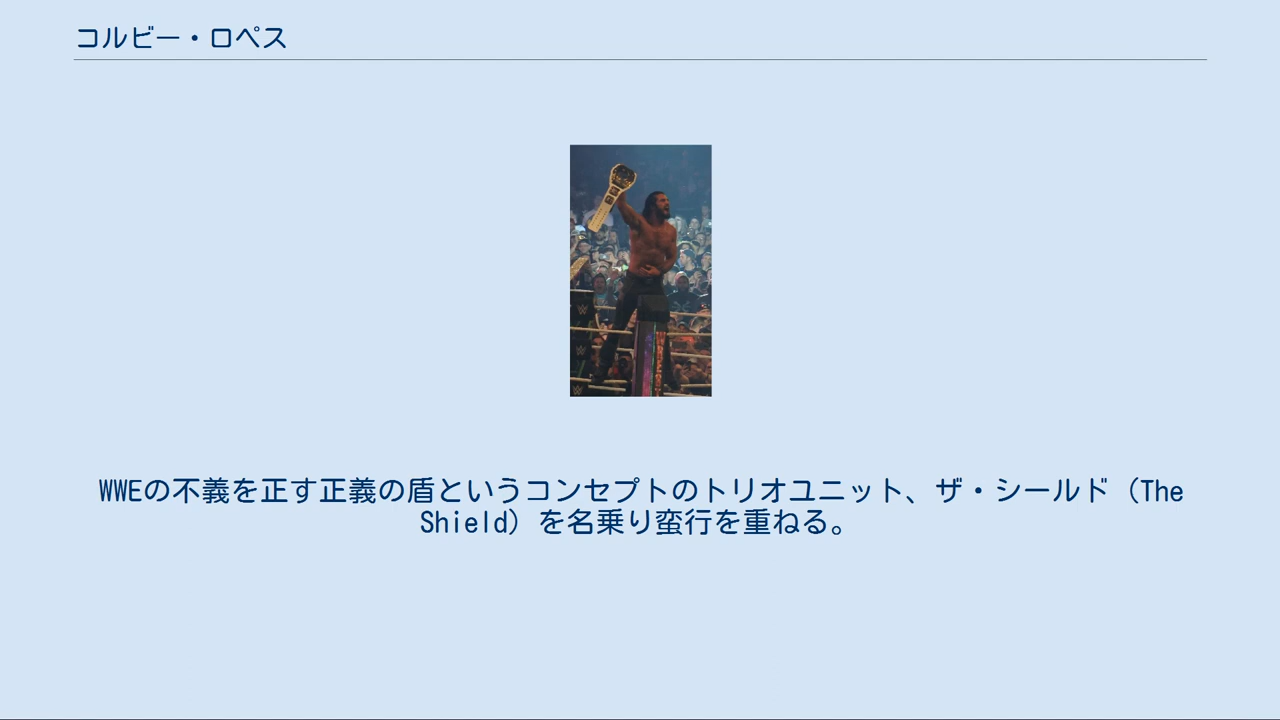 コルビー・ロペス
WWEの不義を正す正義の盾というコンセプトのトリオユニット、ザ・シールド（The
Shield）を名乗り蛮行を重ねる。